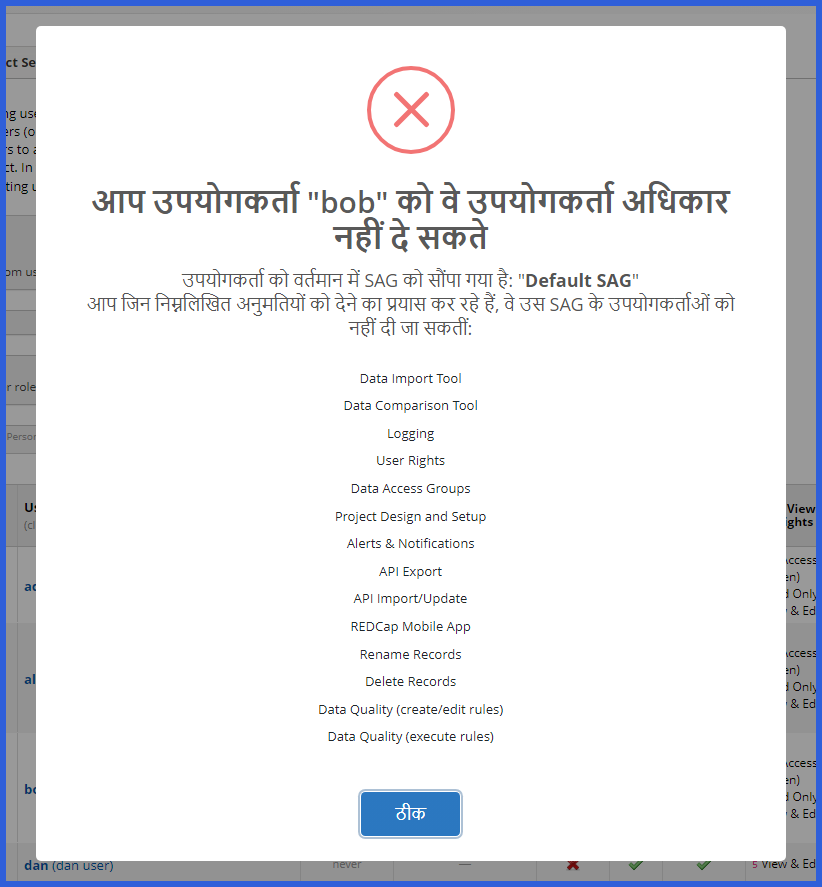 ct Se
आप उपयोगकर्ता "bob" को वे उपयोगकर्ता अधिकार
नहीं दे सकते
उपयोगकर्ता को वर्तमान में SAG को सौंपा गया है: "Default SAG"
आप जिन निम्नलिखित अनुमतियों को देने का प्रयास कर रहे हैं, वे उस SAG के उपयोगकर्ताओं को
नहीं दी जा सकतीं:
Data Import Tool
Data Comparison Tool
Logging
User Rights
Data Access Groups
Project Design and Setup
Alerts & Notifications
API Export
API Import/Update
REDCap Mobile App
Rename Records
Delete Records
Data Quality (create/edit rules)
Data Quality (execute rules)
ठीक
dan (dan user) never — 5 View & Ed